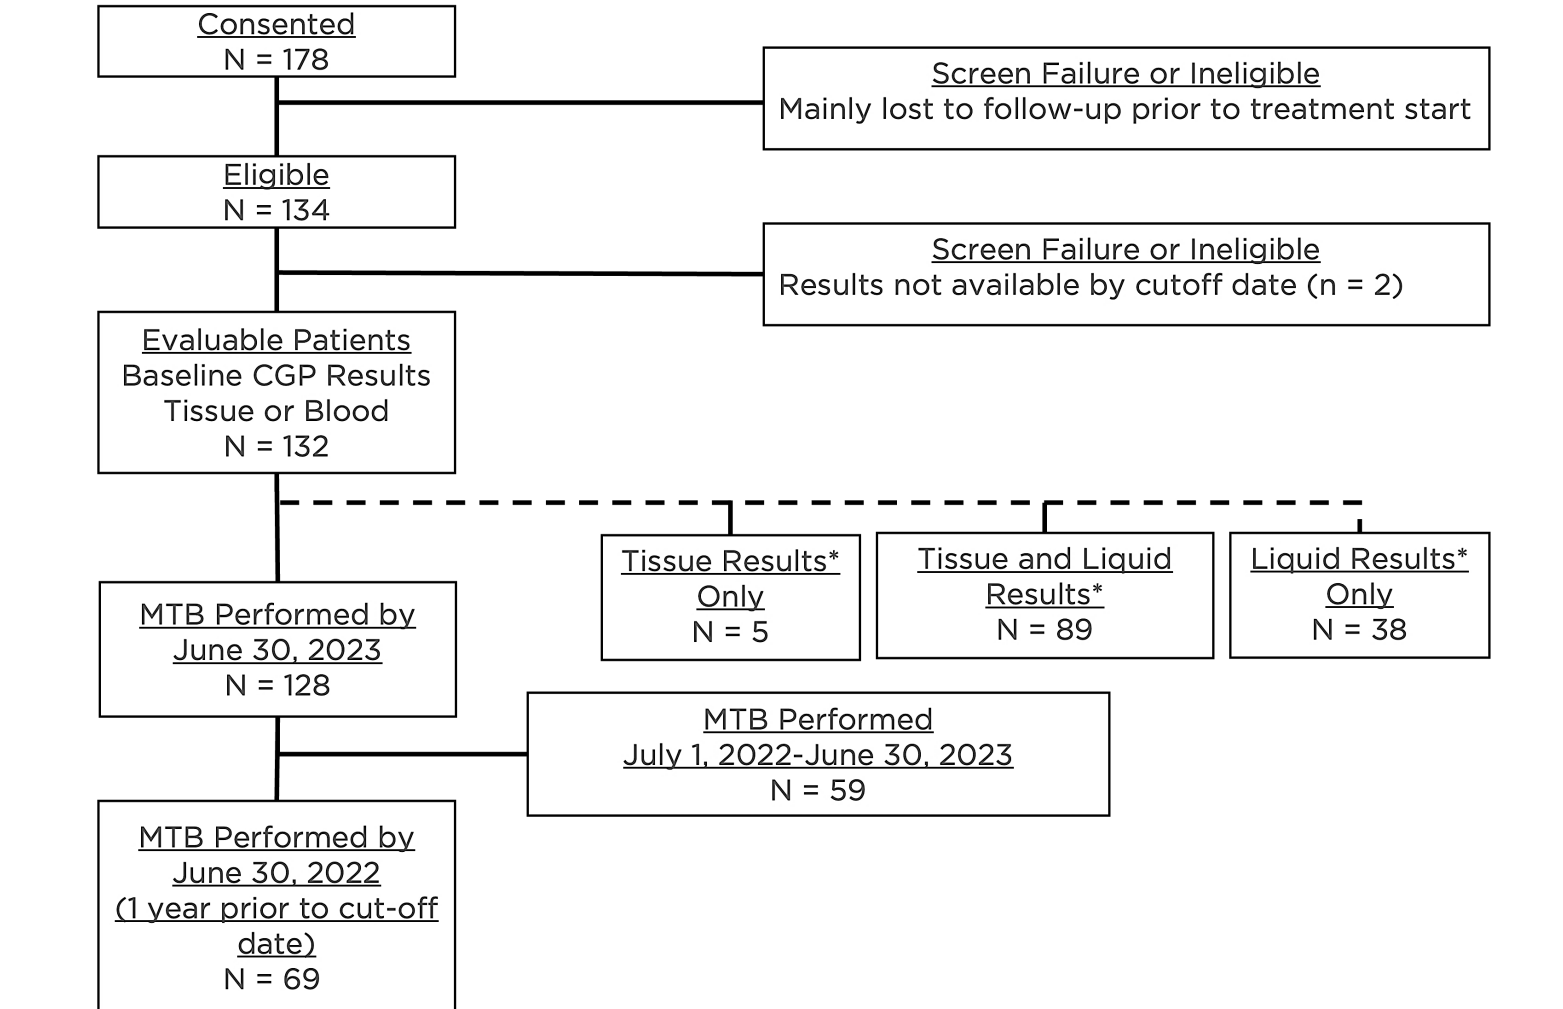 Consented
N = 178
Screen Failure or Ineligible
Mainly lost to follow-up prior to treatment start
Eligible
N = 134
Screen Failure or Ineligible
Results not available by cutoff date (n = 2)
Evaluable Patients
Baseline CGP Results
Tissue or Blood
N = 132
Tissue Results*
Only
N = 5
Tissue and Liquid
Results*
N = 89
Liquid Results*
Only
N = 38
MTB Performed by
June 30, 2023
N = 128
MTB Performed
July 1, 2022-June 30, 2023
N = 59
MTB Performed by
June 30, 2022
(1 year prior to cut-off
date)
N = 69